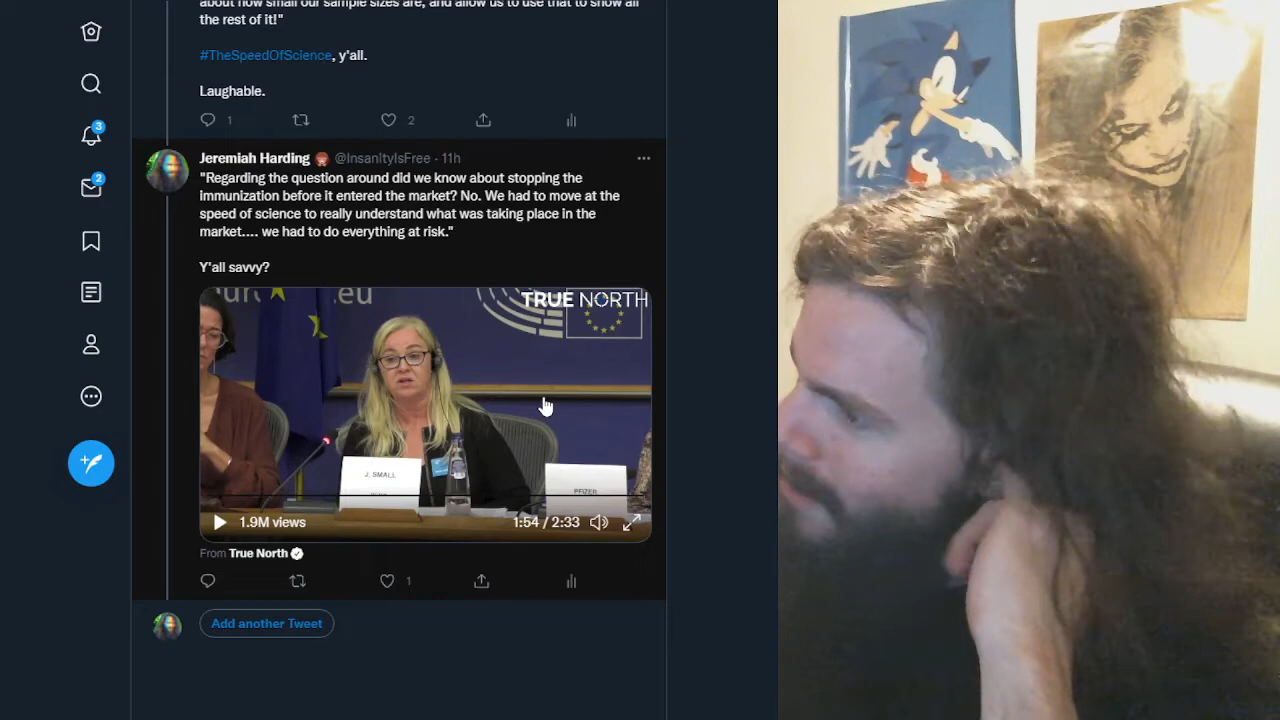 about how small our sample sizes are, and allow us to use that to show all
the rest of it!"
#TheSpeedOfScience, y'all.
Laughable.
1
2
3
Jeremiah Harding @InsanityIsFree · 11h
"Regarding the question around did we know about stopping the
immunization before it entered the market? No. We had to move at the
speed of science to really understand what was taking place in the
market.... we had to do everything at risk."
2
Y'all savvy?
.eu
TRUE NORTH
J. SMALL
PFIZER
1.9M views
1:54 / 2:33
From True North
1
Add another Tweet